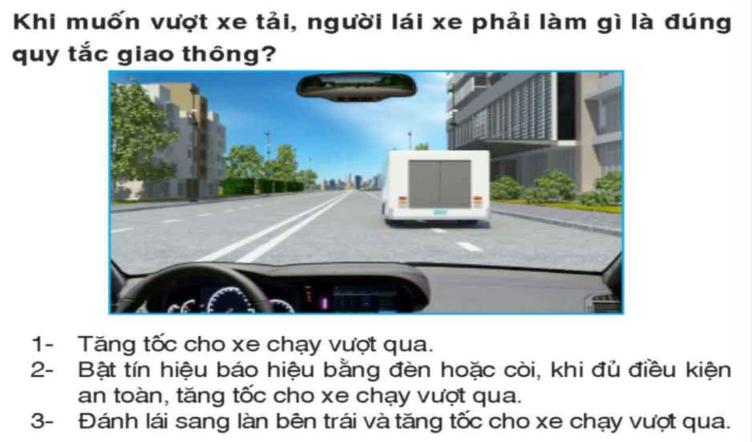 Khi muốn vượt xe tải, người lái xe phải làm gì là đúng
quy tắc giao thông?
1- Tăng tốc cho xe chạy vượt qua.
2- Bật tín hiệu báo hiệu bằng đèn hoặc còi, khi đủ điều kiện
an toàn, tăng tốc cho xe chạy vượt qua.
3- Đánh lái sang làn bên trái và tăng tốc cho xe chạy vượt qua.